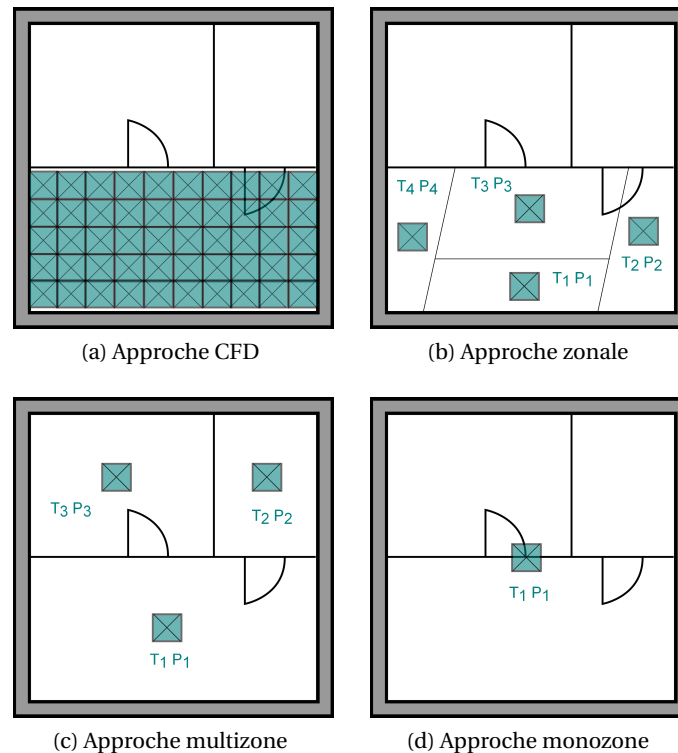 (a) Approche CFD
T4 P4
T3 P3
T2 P2
T1 P1
(b) Approche zonale
T3 P3
T2 P2
T1 P1
(c) Approche multizone
T1 P1
(d) Approche monozone